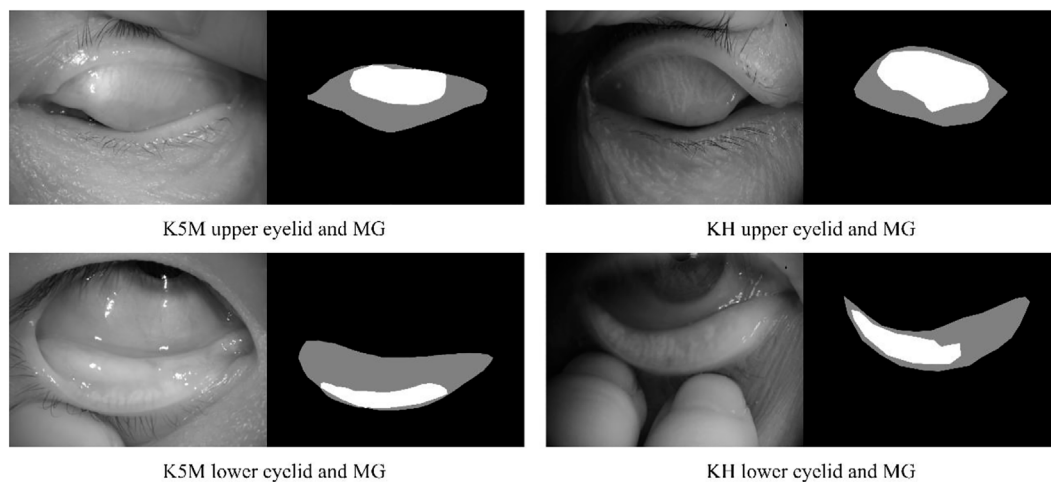 K5M upper eyelid and MG
KH upper eyelid and MG
K5M lower eyelid and MG
KH lower eyelid and MG